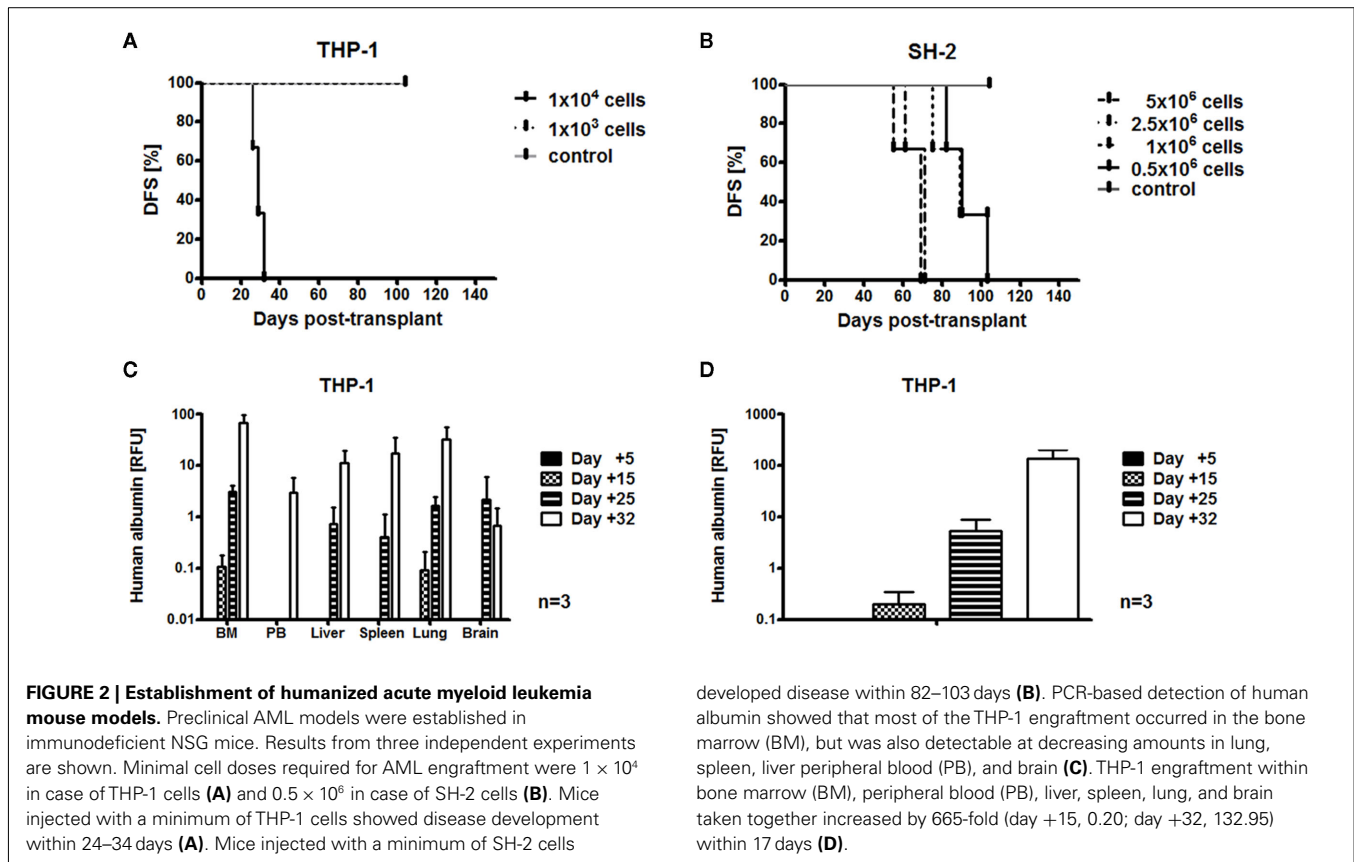 A
THP-1
DFS [%]
100
80
60
40
20
0
0 20 40 60 80 100 120 140
Days post-transplant
1x10⁴ cells
1x10³ cells
control
B
SH-2
DFS [%]
100
80
60
40
20
0
0 20 40 60 80 100 120 140
Days post-transplant
5x10⁶ cells
2.5x10⁶ cells
1x10⁶ cells
0.5x10⁶ cells
control
C
THP-1
Human albumin [RFU]
100
10
1
0.1
0.01
BM PB Liver Spleen Lung Brain
Day +5
Day +15
Day +25
Day +32
n=3
D
THP-1
Human albumin [RFU]
1000
100
10
1
0.1
Day +5
Day +15
Day +25
Day +32
n=3
FIGURE 2 | Establishment of humanized acute myeloid leukemia
mouse models. Preclinical AML models were established in
immunodeficient NSG mice. Results from three independent experiments
are shown. Minimal cell doses required for AML engraftment were 1 × 10⁴
in case of THP-1 cells (A) and 0.5 × 10⁶ in case of SH-2 cells (B). Mice
injected with a minimum of THP-1 cells showed disease development
within 24–34 days (A). Mice injected with a minimum of SH-2 cells
developed disease within 82–103 days (B). PCR-based detection of human
albumin showed that most of the THP-1 engraftment occurred in the bone
marrow (BM), but was also detectable at decreasing amounts in lung,
spleen, liver peripheral blood (PB), and brain (C). THP-1 engraftment within
bone marrow (BM), peripheral blood (PB), liver, spleen, lung, and brain
taken together increased by 665-fold (day +15, 0.20; day +32, 132.95)
within 17 days (D).